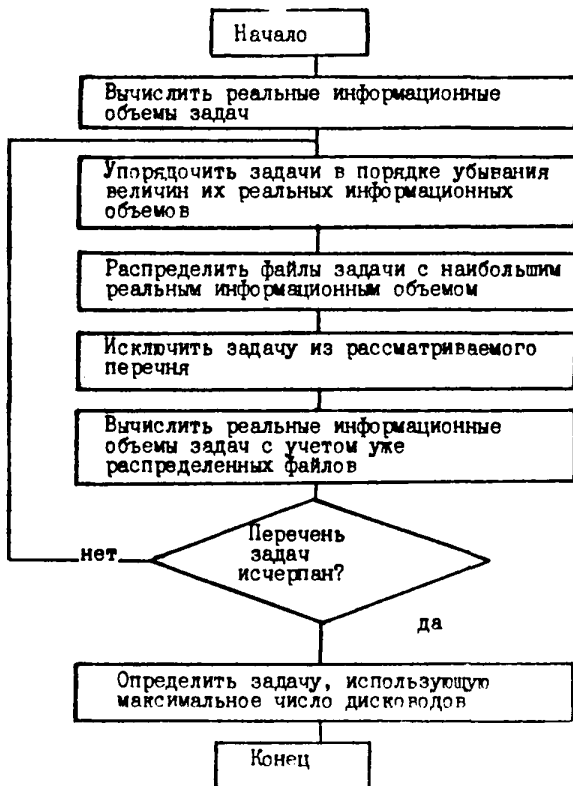 Начало
Вычислить реальные информационные
объемы задач
Упорядочить задачи в порядке убывания
величин их реальных информационных
объемов
Распределить файлы задачи с наибольшим
реальным информационным объемом
Исключить задачу из рассматриваемого
перечня
Вычислить реальные информационные
объемы задач с учетом уже
распределенных файлов
Перечень
задач
исчерпан?
нет
да
Определить задачу, использующую
максимальное число дисководов
Конец